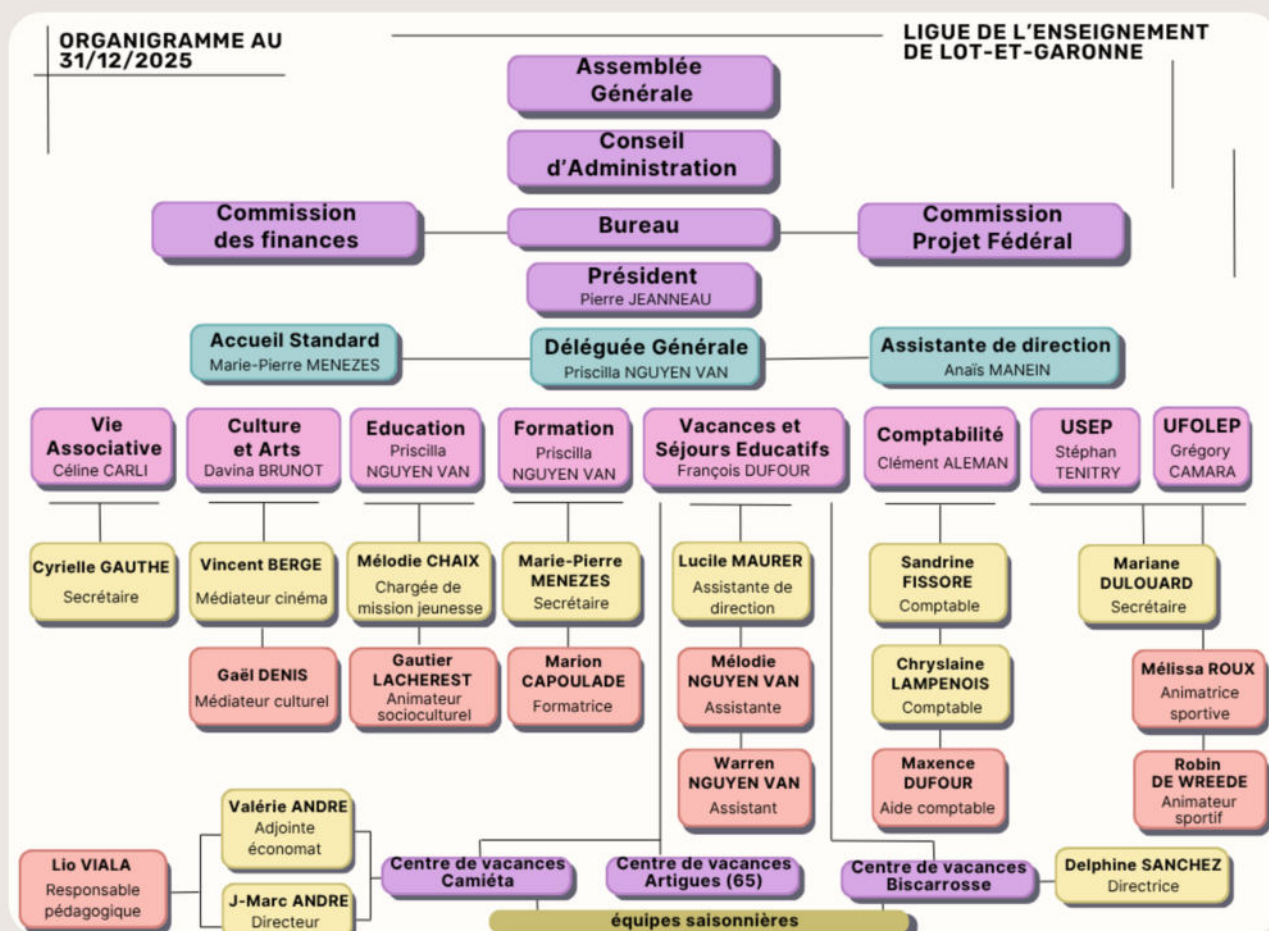 ORGANIGRAMME AU
31/12/2025
LIGUE DE L'ENSEIGNEMENT
DE LOT-ET-GARONNE
Assemblée
Générale
Conseil
d'Administration
Commission
des finances
Bureau
Commission
Projet Fédéral
Président
Pierre JEANNEAU
Accueil Standard
Marie-Pierre MENEZES
Déléguée Générale
Priscilla NGUYEN VAN
Assistante de direction
Anaïs MANEIN
Vie
Associative
Céline CARLI
Culture
et Arts
Davina BRUNOT
Education
Priscilla
NGUYEN VAN
Formation
Priscilla
NGUYEN VAN
Vacances et
Séjours Educatifs
François DUFOUR
Comptabilité
Clément ALEMAN
USEP
Stéphan
TENITRY
UFOLEP
Grégory
CAMARA
Cyrielle GAUTHE
Secrétaire
Vincent BERGE
Médiateur cinéma
Mélodie CHAIX
Chargée de
mission jeunesse
Marie-Pierre
MENEZES
Secrétaire
Lucile MAURER
Assistante de
direction
Sandrine
FISSORE
Comptable
Mariane
DULOUARD
Secrétaire
Gaël DENIS
Médiateur culturel
Gautier
LACHEREST
Animateur
socioculturel
Marion
CAPOULADE
Formatrice
Mélodie
NGUYEN VAN
Assistante
Chryslaine
LAMPENOIS
Comptable
Mélissa ROUX
Animatrice
sportive
Warren
NGUYEN VAN
Assistant
Maxence
DUFOUR
Aide comptable
Robin
DE WREEDE
Animateur
sportif
Valérie ANDRE
Adjointe
économat
Lio VIALA
Responsable
pédagogique
J-Marc ANDRE
Directeur
Centre de vacances
Camiéta
Centre de vacances
Artigues (65)
Centre de vacances
Biscarrosse
Delphine SANCHEZ
Directrice
équipes saisonnières